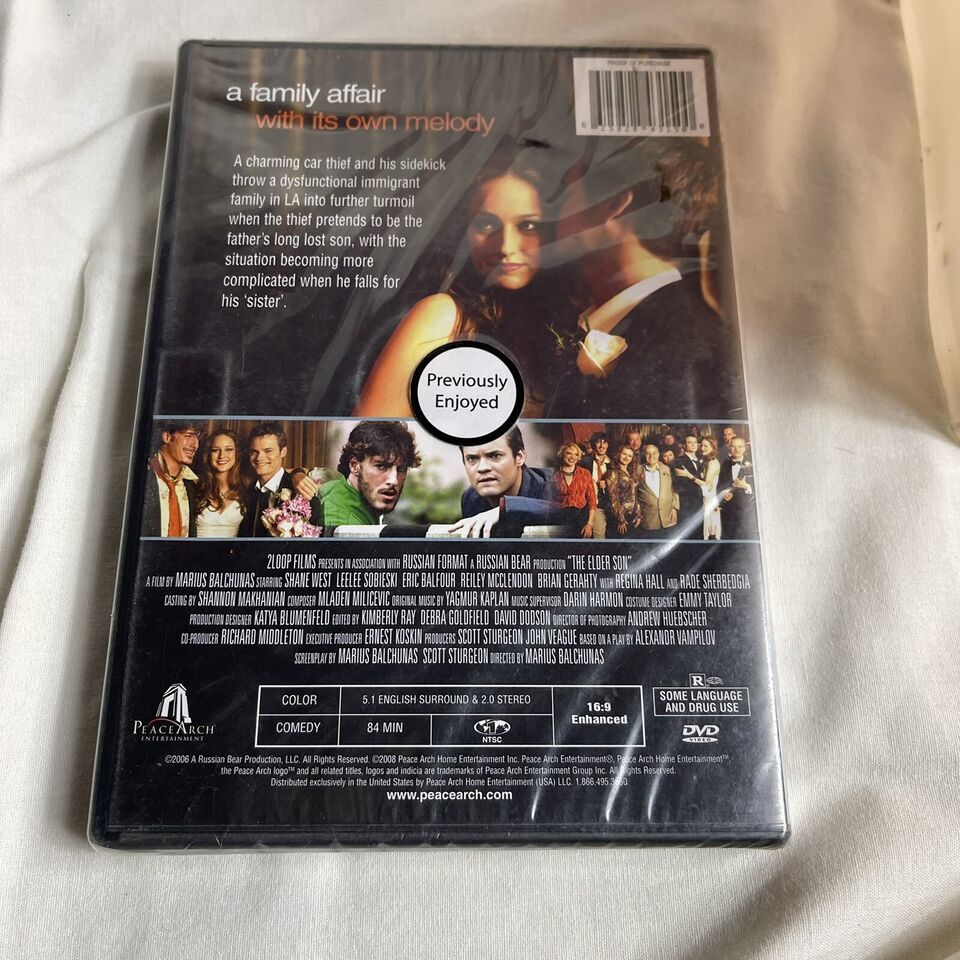 PROOF OF PURCHASE
a family affair
with its own melody
A charming car thief and his sidekick
throw a dysfunctional immigrant
family in LA into further turmoil
when the thief pretends to be the
father's long lost son, with the
situation becoming more
complicated when he falls for
his 'sister'.
Previously
Enjoyed
2LOOP FILMS PRESENTS IN ASSOCIATION WITH RUSSIAN FORMAT A RUSSIAN BEAR PRODUCTION "THE ELDER SON"
A FILM BY MARIUS BALCHUNAS STARRING SHANE WEST LEELEE SOBIESKI ERIC BALFOUR REILEY MCCLENDON BRIAN GERAHTY WITH REGINA HALL AND RADE SHERBEDGIA
CASTING BY SHANNON MAKHANIAN COMPOSER MLADEN MILICEVIC ORIGINAL MUSIC BY YAGMUR KAPLAN MUSIC SUPERVISOR DARIN HARMON COSTUME DESIGNER EMMY TAYLOR
PRODUCTION DESIGNER KATYA BLUMENFELD EDITED BY KIMBERLY RAY DEBRA GOLDFIELD DAVID DODSON DIRECTOR OF PHOTOGRAPHY ANDREW HUEBSCHER
CO-PRODUCER RICHARD MIDDLETON EXECUTIVE PRODUCER ERNEST KOSKIN PRODUCERS SCOTT STURGEON JOHN VEAGUE BASED ON A PLAY BY ALEXANDR VAMPILOV
SCREENPLAY BY MARIUS BALCHUNAS SCOTT STURGEON DIRECTED BY MARIUS BALCHUNAS
PEACEARCH
ENTERTAINMENT
COLOR 5.1 ENGLISH SURROUND & 2.0 STEREO
COMEDY 84 MIN NTSC
16:9
Enhanced
R
SOME LANGUAGE
AND DRUG USE
DVD
VIDEO
©2006 A Russian Bear Production, LLC. All Rights Reserved. ©2008 Peace Arch Home Entertainment Inc. Peace Arch Entertainment®, Peace Arch Home Entertainment™
the Peace Arch logo™ and all related titles, logos and indicia are trademarks of Peace Arch Entertainment Group Inc. All Rights Reserved.
Distributed exclusively in the United States by Peace Arch Home Entertainment (USA) LLC.
www.peacearch.com